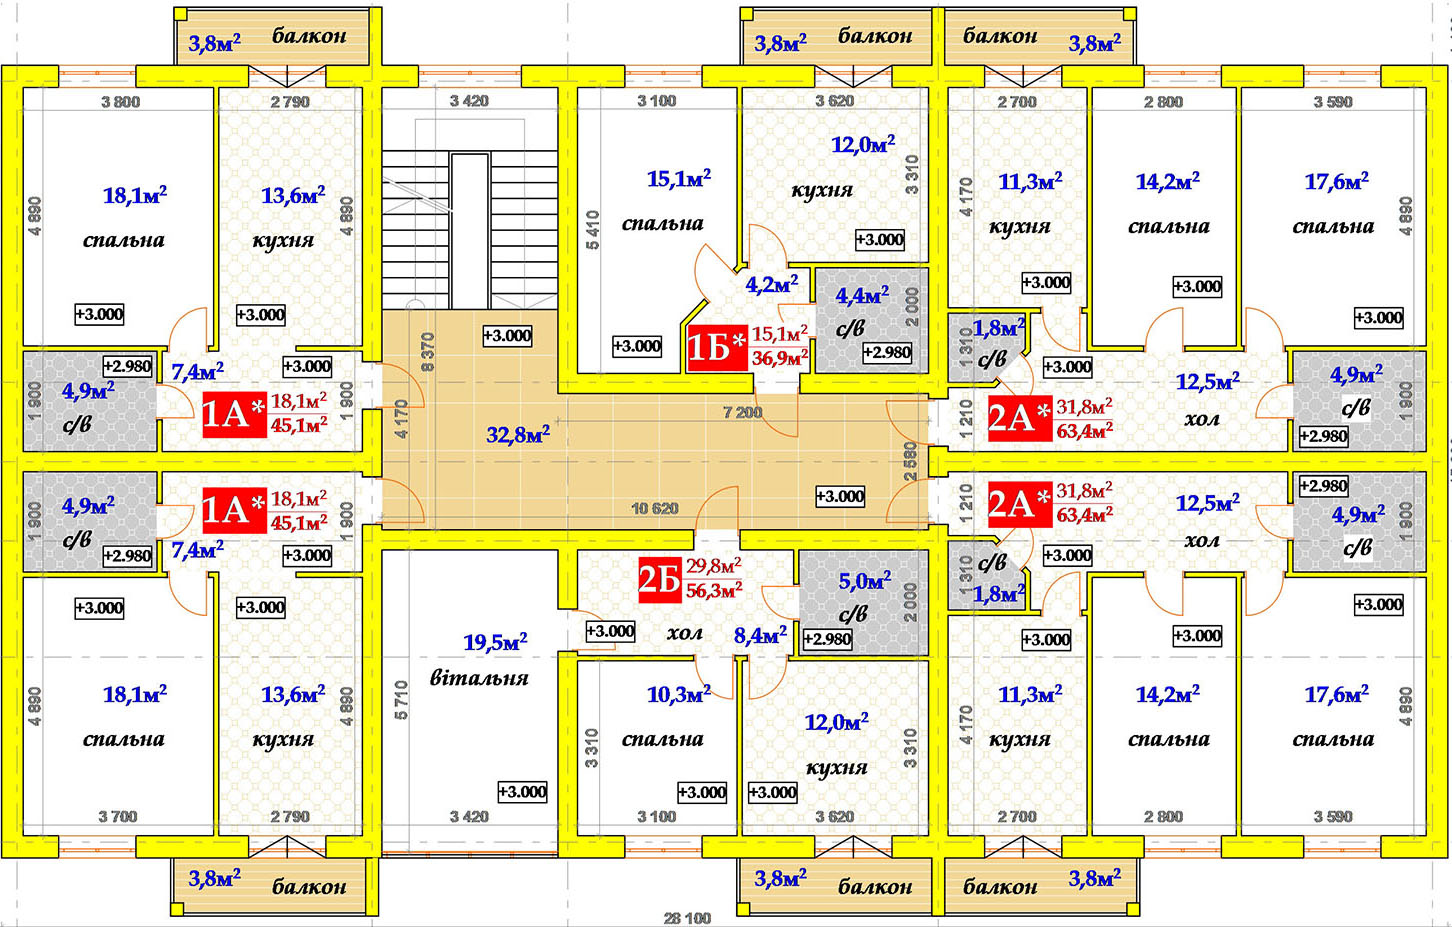 балкон
3,8м²
балкон
3,8м²
балкон
3,8м²
3 800
2 790
3 420
3 100
3 620
2 700
2 800
3 590
4 890
18,1м²
спальна
+3.000
13,6м²
кухня
4 890
+3.000
+3.000
8 370
5 410
15,1м²
спальна
+3.000
12,0м²
кухня
3 310
+3.000
4,2м²
4,4м²
с/в
2 000
+2.980
1Б*
15,1м²
36,9м²
4 170
11,3м²
кухня
+3.000
14,2м²
спальна
+3.000
17,6м²
спальна
4 890
+3.000
1 310
1,8м²
с/в
+3.000
1 900
4,9м²
с/в
+2.980
7,4м²
+3.000
1А*
18,1м²
45,1м²
1 900
4 170
32,8м²
7 200
2 580
1 210
2А*
31,8м²
63,4м²
12,5м²
хол
4,9м²
с/в
+2.980
1 900
1 900
4,9м²
с/в
+2.980
7,4м²
1А*
18,1м²
45,1м²
+3.000
1 900
10 620
+3.000
1 210
2А*
31,8м²
63,4м²
+3.000
12,5м²
хол
+2.980
4,9м²
с/в
1 900
+3.000
4 890
18,1м²
спальна
3 700
+3.000
13,6м²
кухня
4 890
2 790
19,5м²
вітальня
5 710
+3.000
3 420
2Б
29,8м²
56,3м²
+3.000
хол
8,4м²
5,0м²
с/в
2 000
+2.980
10,3м²
спальна
3 310
+3.000
3 100
12,0м²
кухня
3 310
+3.000
3 620
1 310
с/в
1,8м²
+3.000
11,3м²
кухня
4 170
2 700
+3.000
14,2м²
спальна
2 800
+3.000
17,6м²
спальна
4 890
3 590
3,8м²
балкон
3,8м²
балкон
балкон
3,8м²
28 100